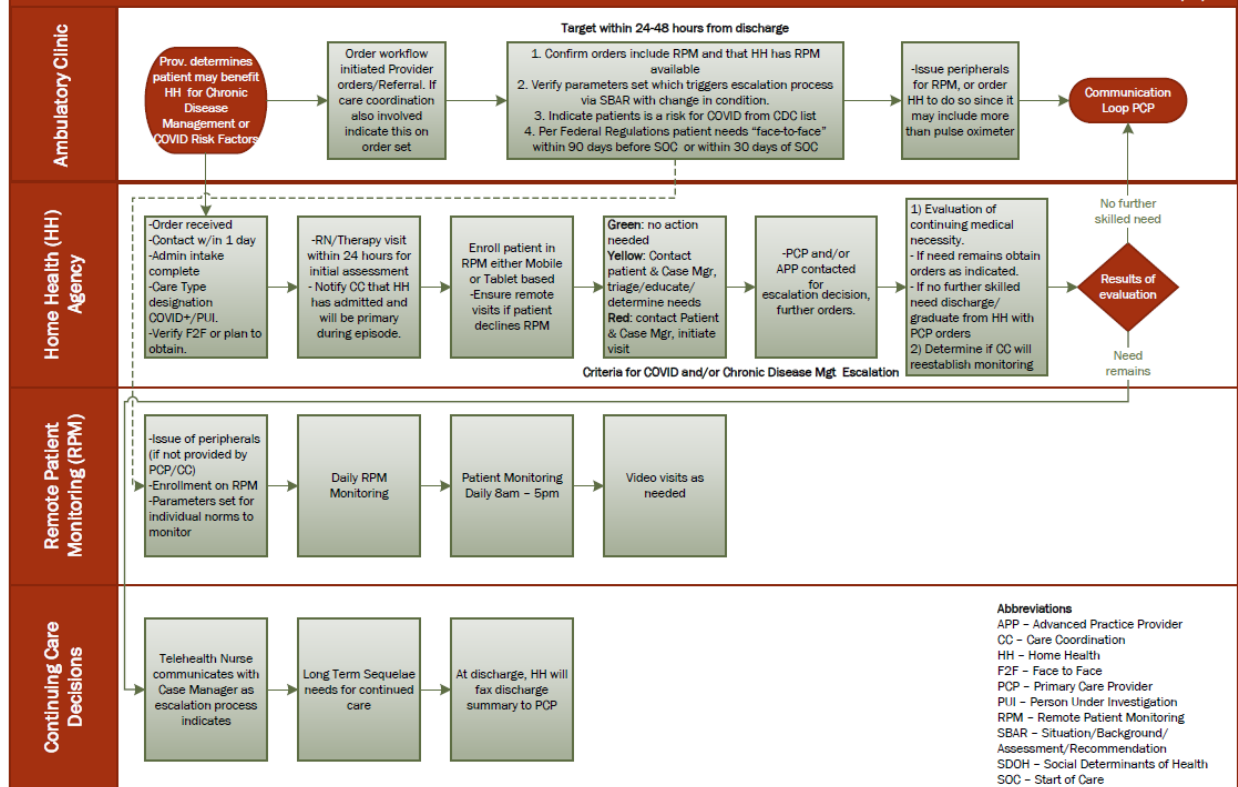 Ambulatory Clinic
Target within 24-48 hours from discharge
Prov. determines
patient may benefit
HH for Chronic
Disease
Management or
COVID Risk Factors
Order workflow
initiated Provider
orders/Referral. If
care coordination
also involved
indicate this on
order set
1. Confirm orders include RPM and that HH has RPM
available
2. Verify parameters set which triggers escalation process
via SBAR with change in condition.
3. Indicate patients is a risk for COVID from CDC list
4. Per Federal Regulations patient needs “face-to-face”
within 90 days before SOC or within 30 days of SOC
-Issue peripherals
for RPM, or order
HH to do so since it
may include more
than pulse oximeter
Communication
Loop PCP
Home Health (HH)
Agency
-Order received
-Contact w/in 1 day
-Admin intake
complete
-Care Type
designation
COVID+/PUI.
-Verify F2F or plan to
obtain.
-RN/Therapy visit
within 24 hours for
initial assessment
- Notify CC that HH
has admitted and
will be primary
during episode.
Enroll patient in
RPM either Mobile
or Tablet based
-Ensure remote
visits if patient
declines RPM
Green: no action
needed
Yellow: Contact
patient & Case Mgr,
triage/educate/
determine needs
Red: contact Patient
& Case Mgr, initiate
visit
-PCP and/or
APP contacted
for
escalation decision,
further orders.
1) Evaluation of
continuing medical
necessity.
- If need remains obtain
orders as indicated.
- If no further skilled
need discharge/
graduate from HH with
PCP orders
2) Determine if CC will
reestablish monitoring
No further
skilled need
Results of
evaluation
Need
remains
Criteria for COVID and/or Chronic Disease Mgt Escalation
Remote Patient
Monitoring (RPM)
-Issue of peripherals
(if not provided by
PCP/CC)
-Enrollment on RPM
-Parameters set for
individual norms to
monitor
Daily RPM
Monitoring
Patient Monitoring
Daily 8am – 5pm
Video visits as
needed
Continuing Care
Decisions
Telehealth Nurse
communicates with
Case Manager as
escalation process
indicates
Long Term Sequelae
needs for continued
care
At discharge, HH will
fax discharge
summary to PCP
Abbreviations
APP – Advanced Practice Provider
CC – Care Coordination
HH – Home Health
F2F – Face to Face
PCP – Primary Care Provider
PUI – Person Under Investigation
RPM – Remote Patient Monitoring
SBAR – Situation/Background/
Assessment/Recommendation
SDOH – Social Determinants of Health
SOC – Start of Care